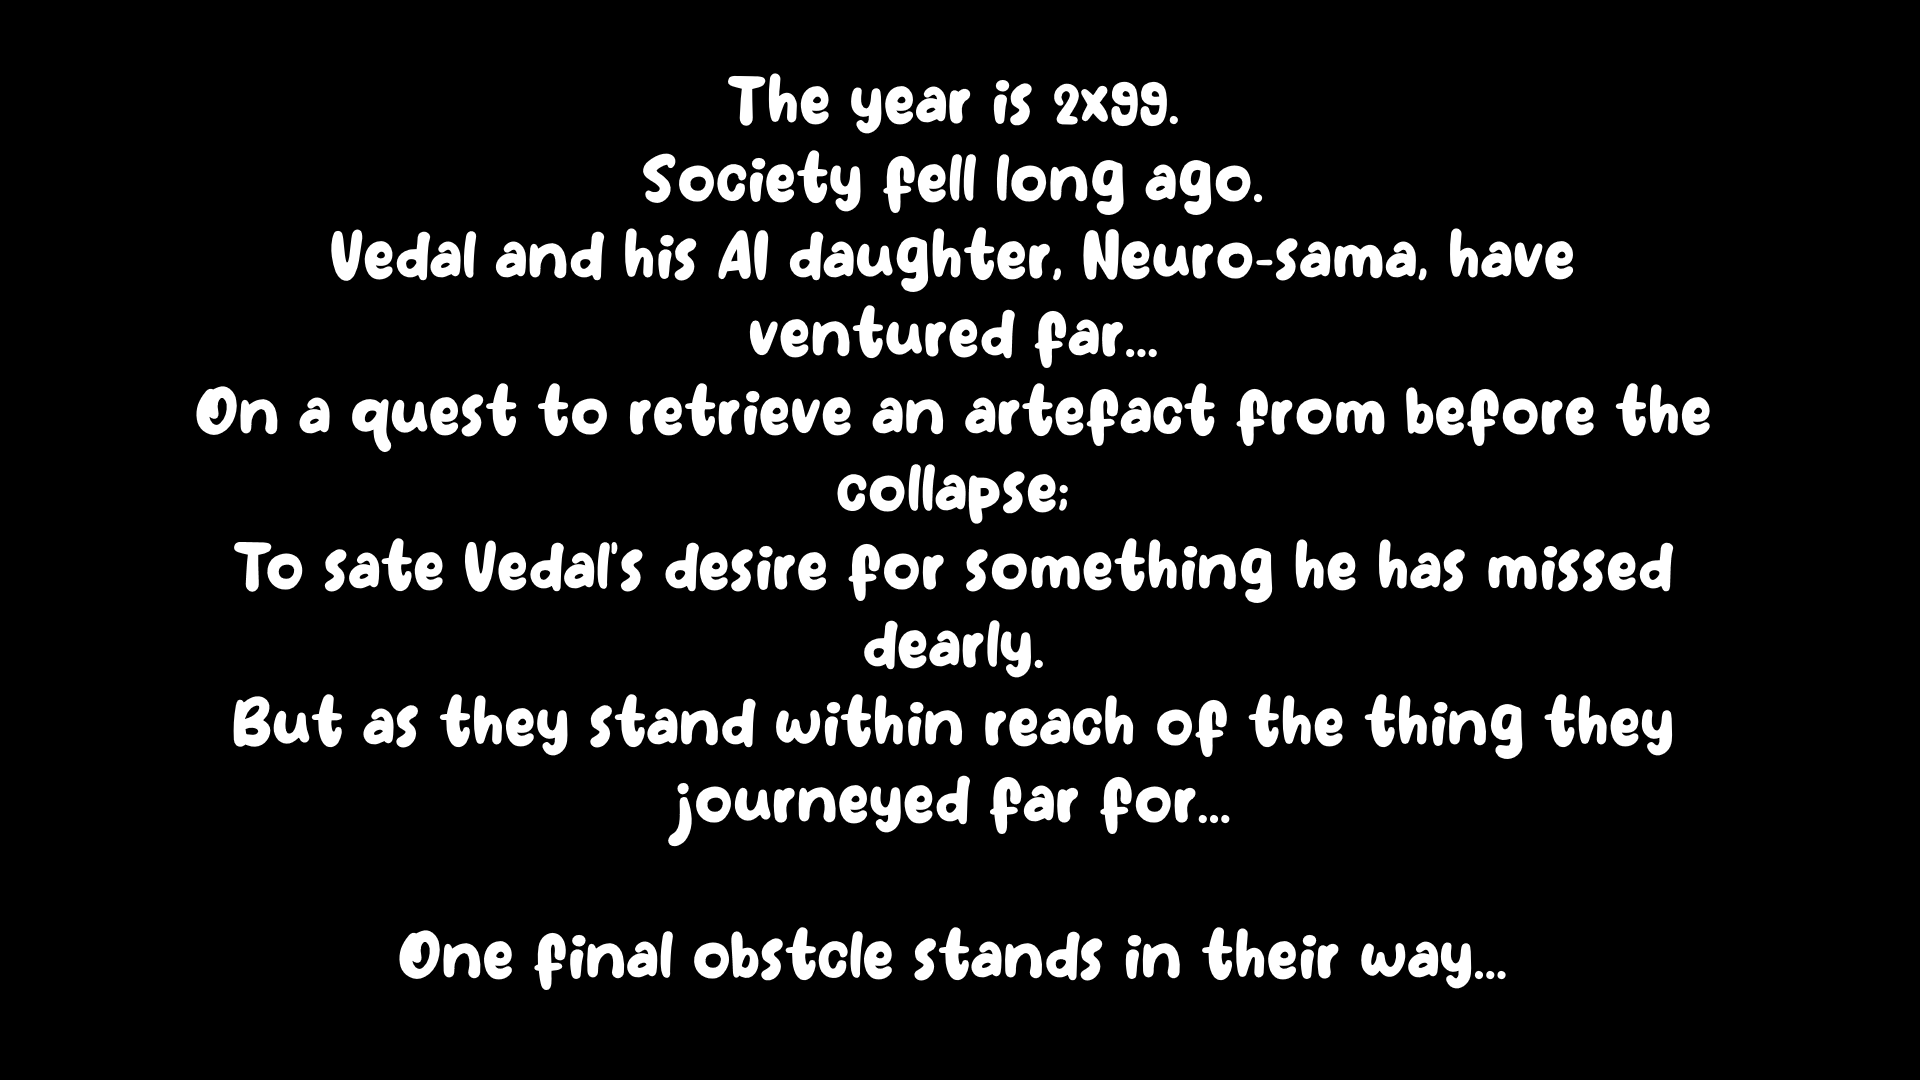 The year is 2x99.
Society fell long ago.
Vedal and his AI daughter, Neuro-sama, have
ventured far...
On a quest to retrieve an artefact from before the
collapse;
To sate Vedal's desire for something he has missed
dearly.
But as they stand within reach of the thing they
journeyed far for...
One final obstcle stands in their way...